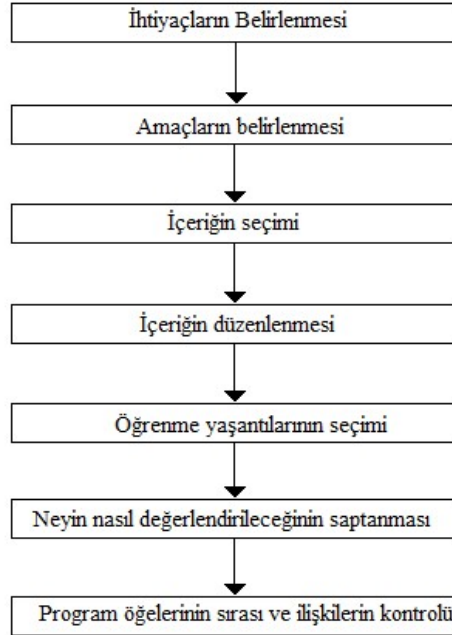 İhtiyaçların Belirlenmesi
Amaçların belirlenmesi
İçeriğin seçimi
İçeriğin düzenlenmesi
Öğrenme yaşantılarının seçimi
Neyin nasıl değerlendirileceğinin saptanması
Program öğelerinin sırası ve ilişkilerin kontrolü